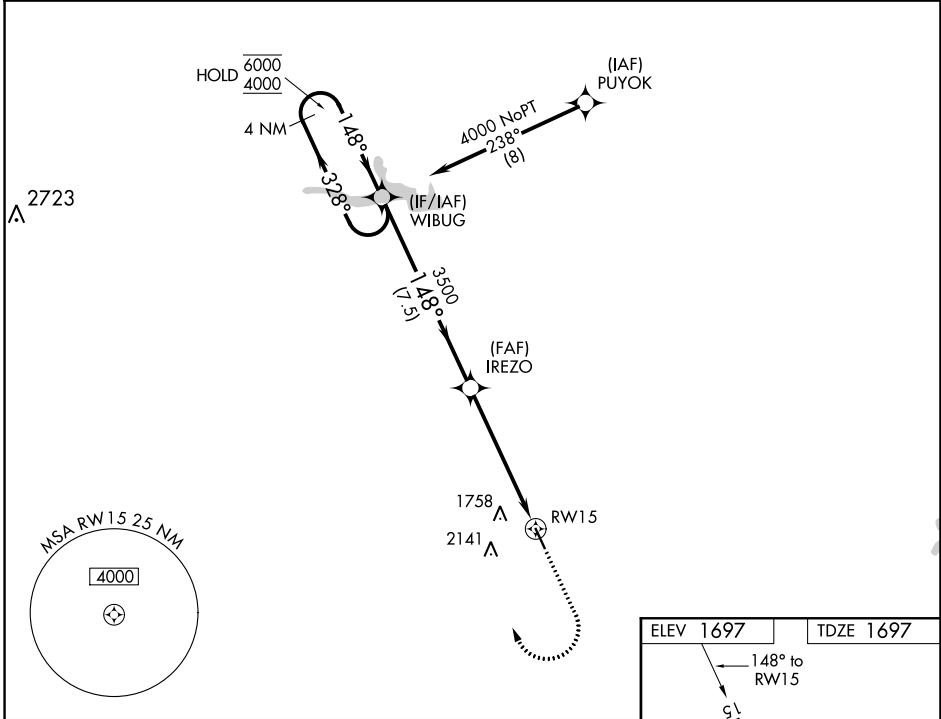 HOLD 6000
4000
4 NM
148°
328°
(IAF)
PUYOK
4000 NoPT
238°
(8)
2723
(IF/IAF)
WIBUG
3500
148°
(7.5)
(FAF)
IREZO
1758
2141
RW15
MSA RW15 25 NM
4000
ELEV 1697
TDZE 1697
148° to
RW15
15